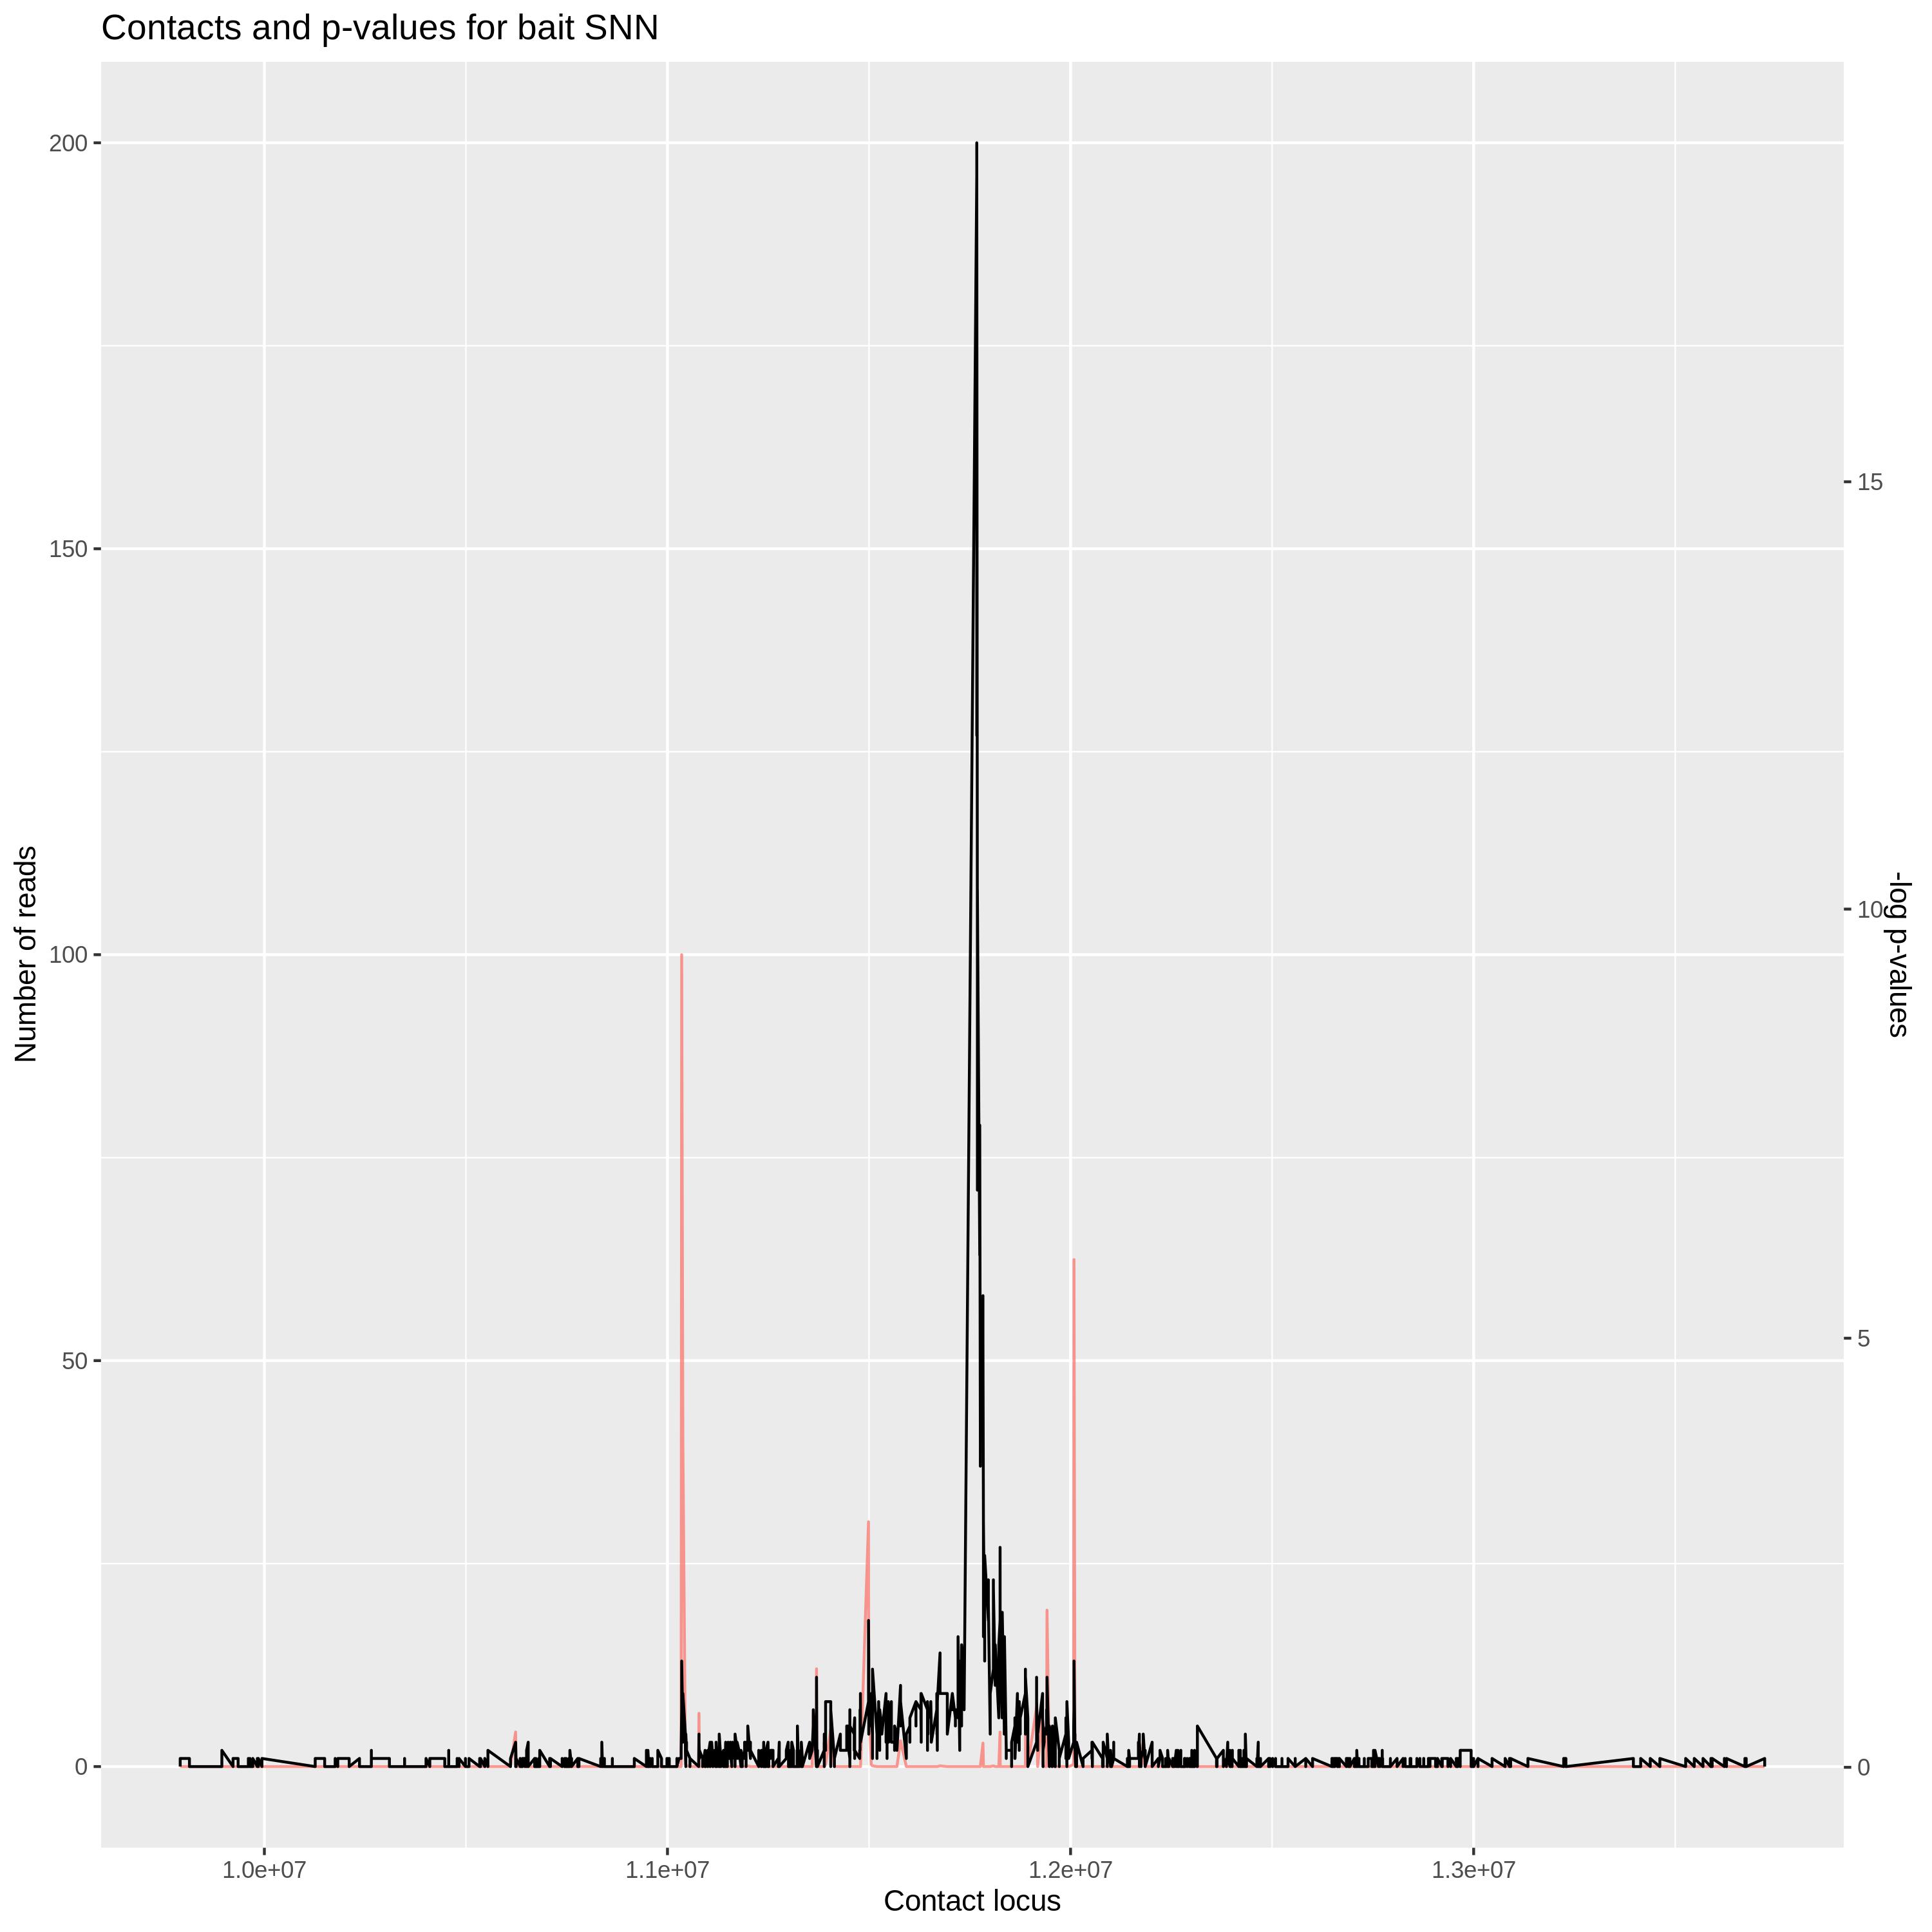 Contacts and p-values for bait SNN
200
150
100
50
0
Number of reads
15
10
5
0
-log p-values
1.0e+07
1.1e+07
1.2e+07
1.3e+07
Contact locus